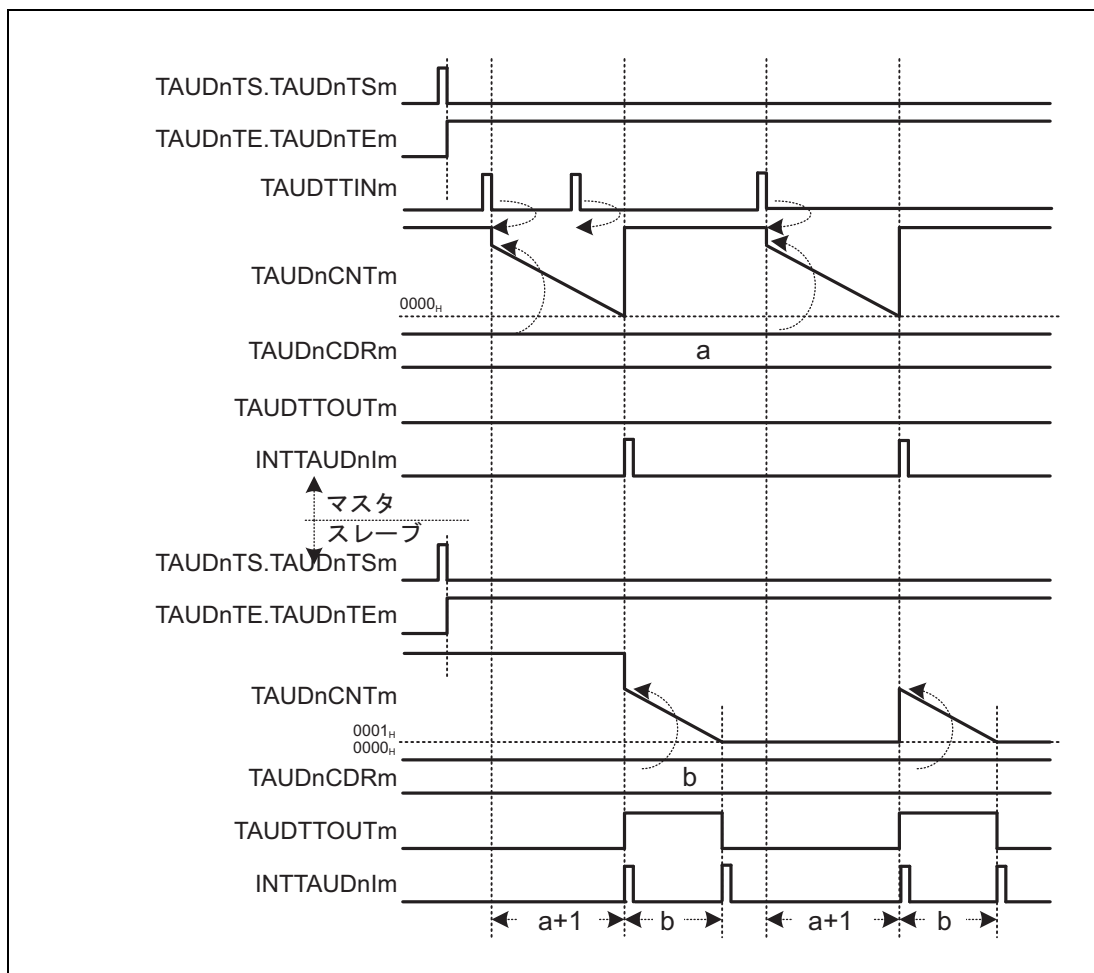 TAUDnTS.TAUDnTSm
TAUDnTE.TAUDnTEm
TAUDTTINm
TAUDnCNTm
0000H
TAUDnCDRm
a
TAUDTTOUTm
INTTAUDnIm
マスタ
スレーブ
TAUDnTS.TAUDnTSm
TAUDnTE.TAUDnTEm
TAUDnCNTm
0001H
0000H
TAUDnCDRm
b
TAUDTTOUTm
INTTAUDnIm
a+1 b a+1 b